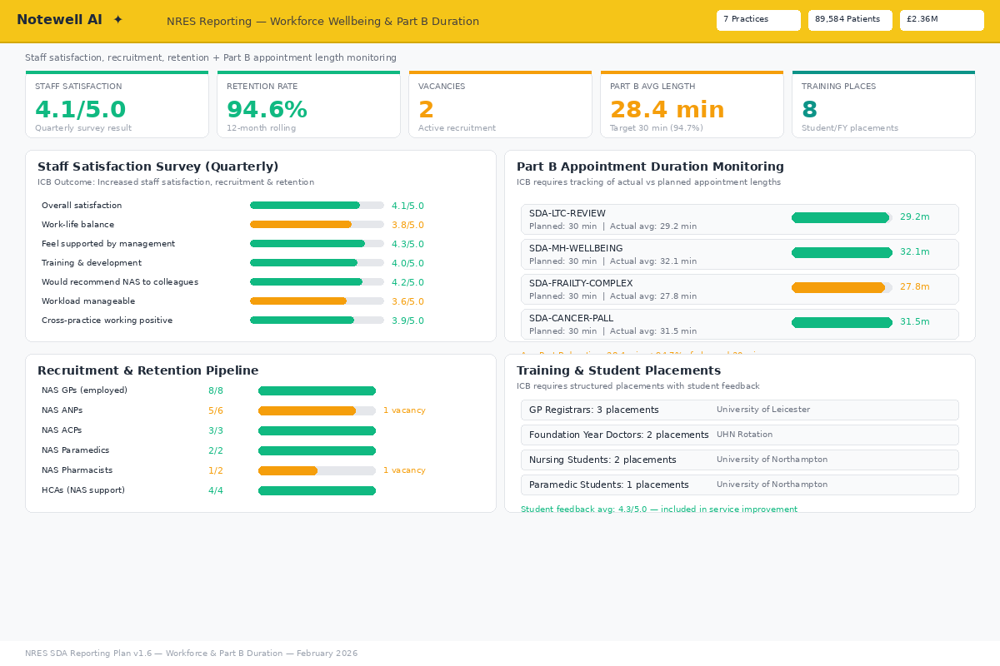 Notewell AI ✦
NRES Reporting — Workforce Wellbeing & Part B Duration
7 Practices
89,584 Patients
£2.36M
Staff satisfaction, recruitment, retention + Part B appointment length monitoring
STAFF SATISFACTION
4.1/5.0
Quarterly survey result
RETENTION RATE
94.6%
12-month rolling
VACANCIES
2
Active recruitment
PART B AVG LENGTH
28.4 min
Target 30 min (94.7%)
TRAINING PLACES
8
Student/FY placements
Staff Satisfaction Survey (Quarterly)
ICB Outcome: Increased staff satisfaction, recruitment & retention
Overall satisfaction 4.1/5.0
Work-life balance 3.8/5.0
Feel supported by management 4.3/5.0
Training & development 4.0/5.0
Would recommend NAS to colleagues 4.2/5.0
Workload manageable 3.6/5.0
Cross-practice working positive 3.9/5.0
Part B Appointment Duration Monitoring
ICB requires tracking of actual vs planned appointment lengths
SDA-LTC-REVIEW
Planned: 30 min | Actual avg: 29.2 min
29.2m
SDA-MH-WELLBEING
Planned: 30 min | Actual avg: 32.1 min
32.1m
SDA-FRAILTY-COMPLEX
Planned: 30 min | Actual avg: 27.8 min
27.8m
SDA-CANCER-PALL
Planned: 30 min | Actual avg: 31.5 min
31.5m
Recruitment & Retention Pipeline
NAS GPs (employed) 8/8
NAS ANPs 5/6 1 vacancy
NAS ACPs 3/3
NAS Paramedics 2/2
NAS Pharmacists 1/2 1 vacancy
HCAs (NAS support) 4/4
Training & Student Placements
ICB requires structured placements with student feedback
GP Registrars: 3 placements University of Leicester
Foundation Year Doctors: 2 placements UHN Rotation
Nursing Students: 2 placements University of Northampton
Paramedic Students: 1 placements University of Northampton
Student feedback avg: 4.3/5.0 — included in service improvement
NRES SDA Reporting Plan v1.6 — Workforce & Part B Duration — February 2026